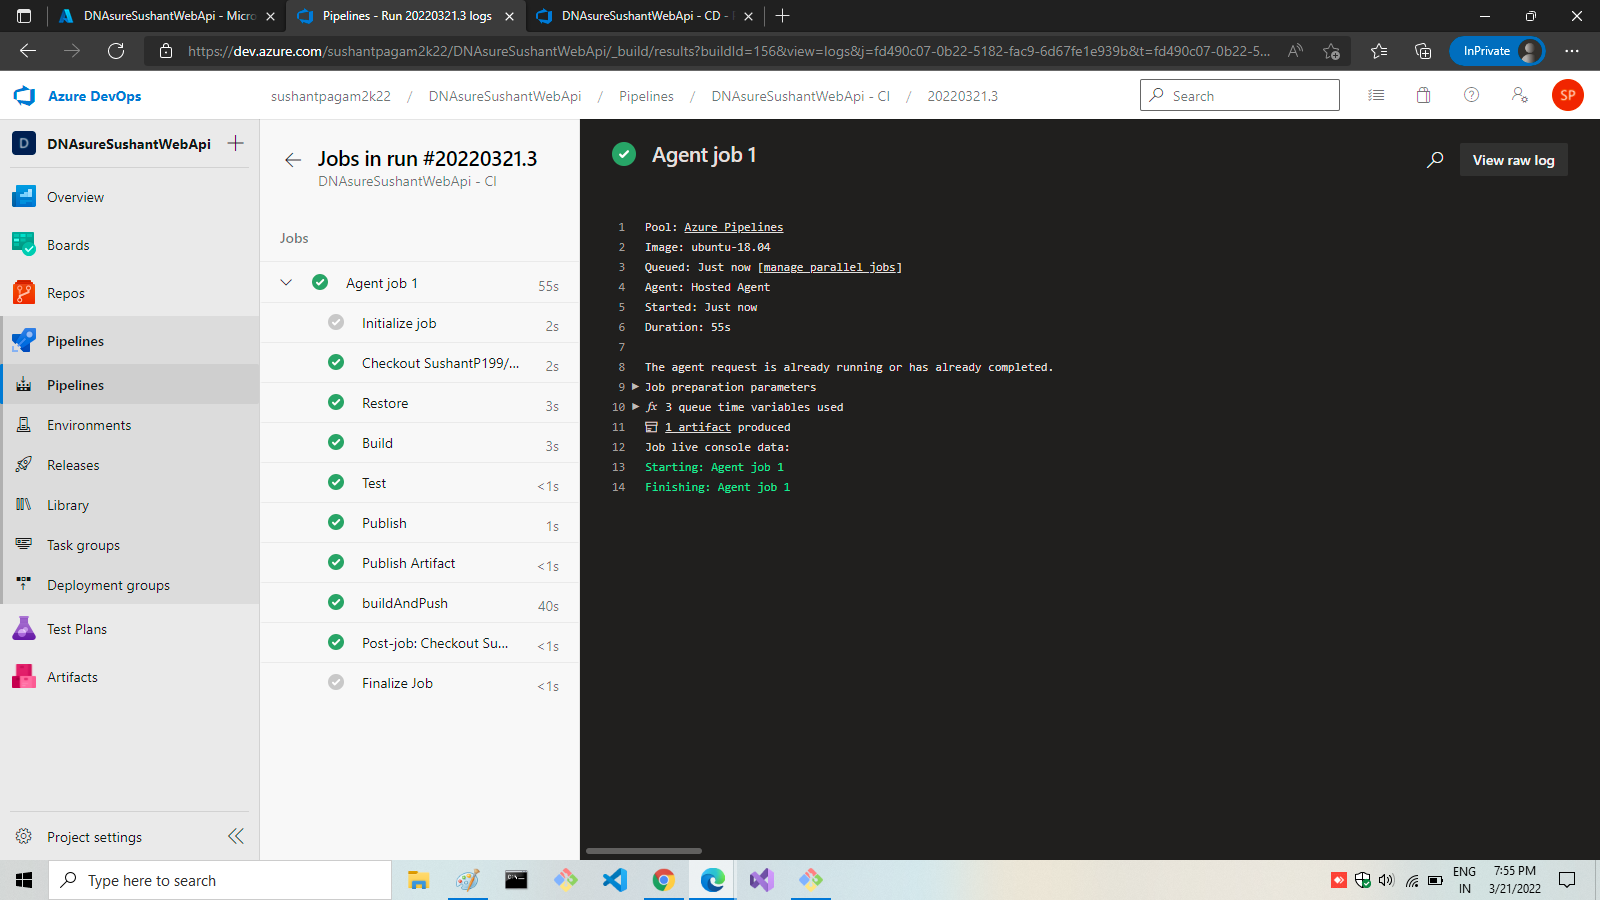 DNAsureSushantWebApi - Micro
Pipelines - Run 20220321.3 logs
DNAsureSushantWebApi - CD -
https://dev.azure.com/sushantpagam2k22/DNAsureSushantWebApi/_build/results?buildId=156&view=logs&j=fd490c07-0b22-5182-fac9-6d67fe1e939b&t=fd490c07-0b22-5...
InPrivate
Azure DevOps
sushantpagam2k22 / DNAsureSushantWebApi / Pipelines / DNAsureSushantWebApi - CI / 20220321.3
Search
SP
D DNAsureSushantWebApi
Overview
Boards
Repos
Pipelines
Pipelines
Environments
Releases
Library
Task groups
Deployment groups
Test Plans
Artifacts
Project settings
Jobs in run #20220321.3
DNAsureSushantWebApi - CI
Jobs
Agent job 1 55s
Initialize job 2s
Checkout SushantP199/... 2s
Restore 3s
Build 3s
Test <1s
Publish 1s
Publish Artifact <1s
buildAndPush 40s
Post-job: Checkout Su... <1s
Finalize Job <1s
Agent job 1
View raw log
1 Pool: Azure Pipelines
2 Image: ubuntu-18.04
3 Queued: Just now [manage parallel jobs]
4 Agent: Hosted Agent
5 Started: Just now
6 Duration: 55s
7
8 The agent request is already running or has already completed.
9 Job preparation parameters
10 fx 3 queue time variables used
11 1 artifact produced
12 Job live console data:
13 Starting: Agent job 1
14 Finishing: Agent job 1
Type here to search
ENG
IN
7:55 PM
3/21/2022